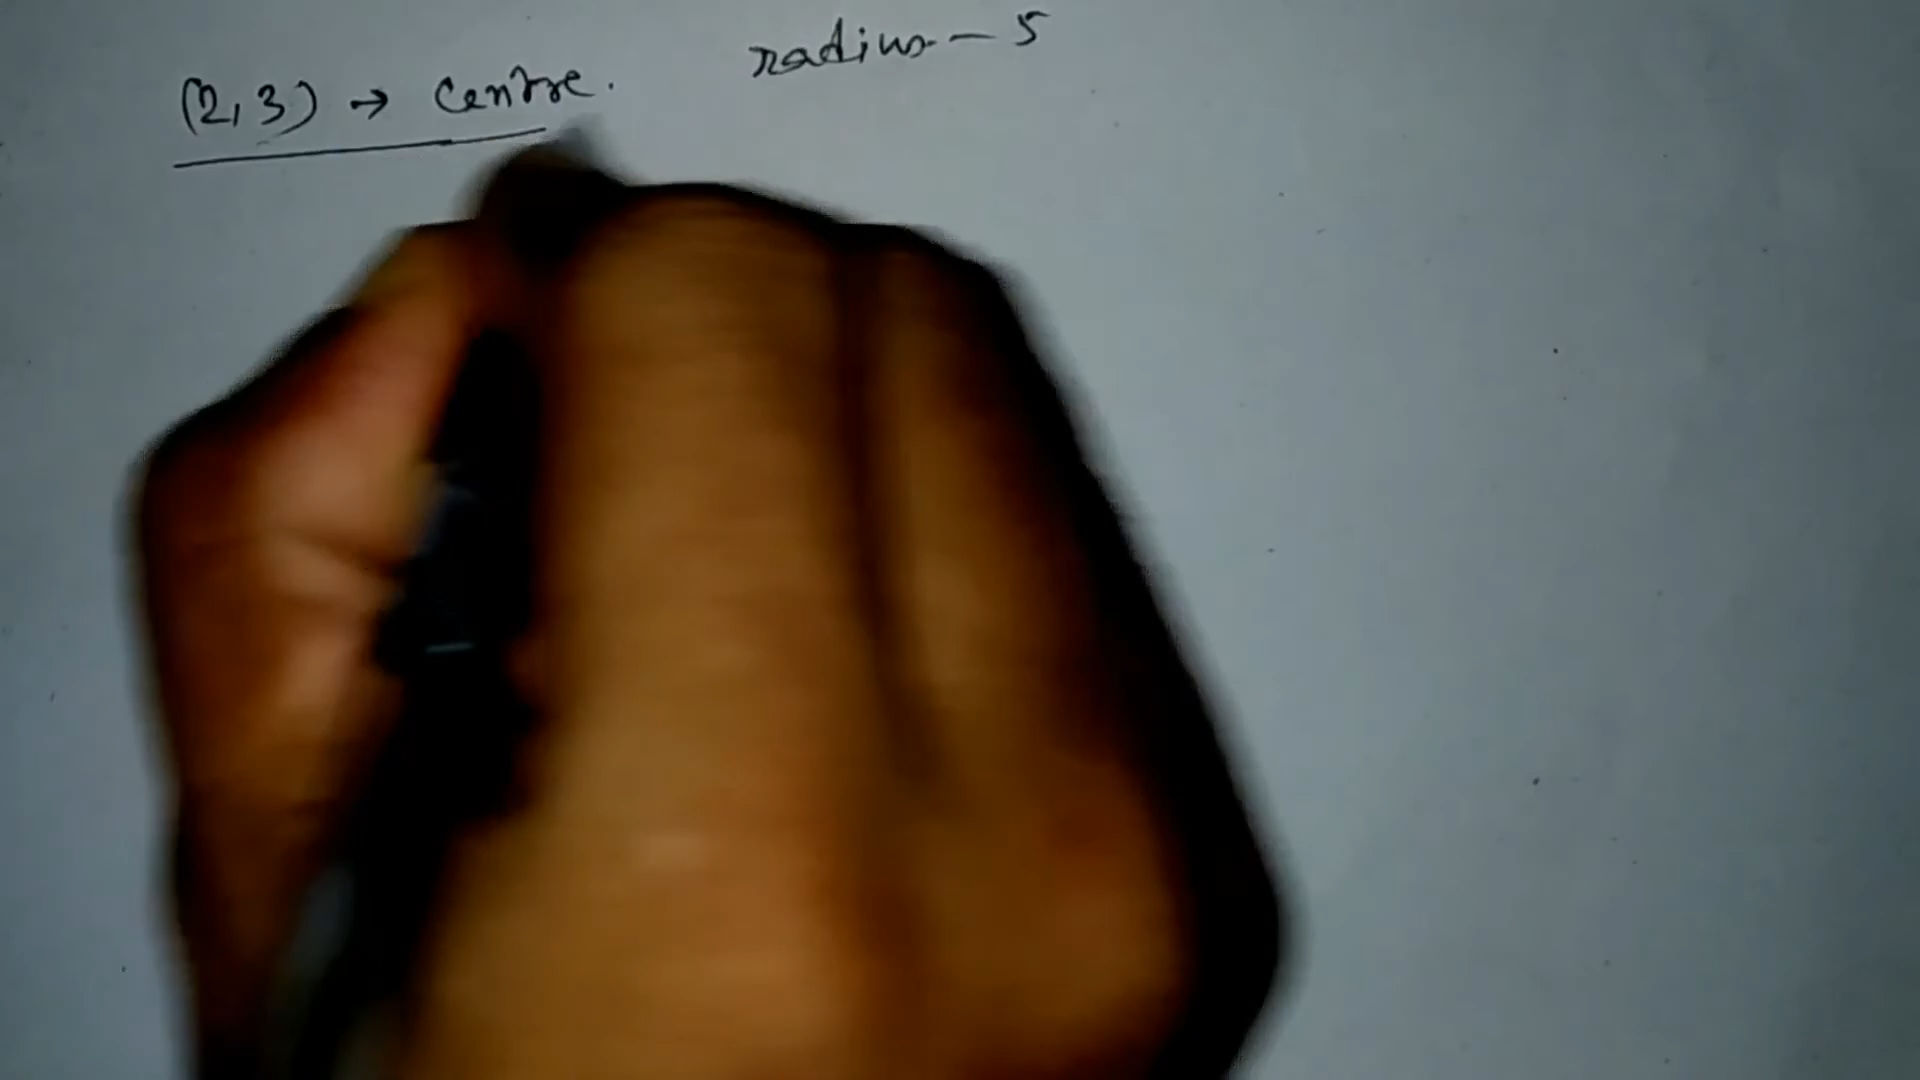 (2,3) → Centre. radius - 5